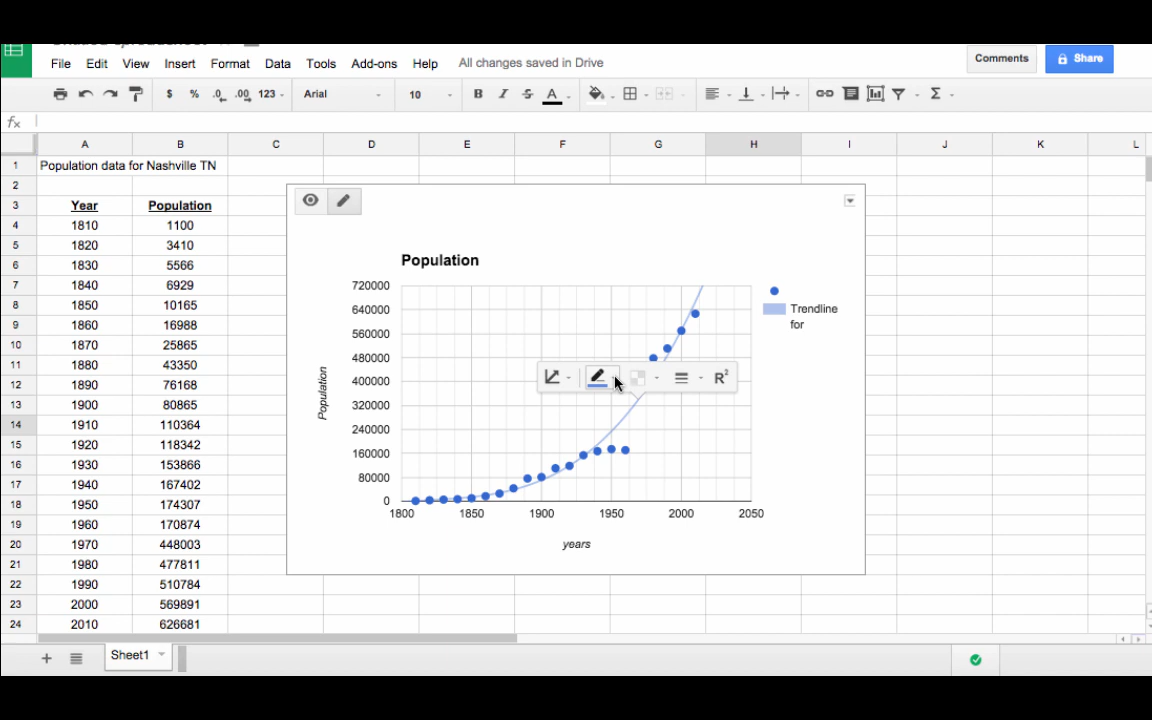 File Edit View Insert Format Data Tools Add-ons Help All changes saved in Drive Comments Share
$ % .0 .00 123 Arial 10 B I S A Σ
fx
A B C D E F G H I J K L
1 Population data for Nashville TN
2
3 Year Population
4 1810 1100
5 1820 3410
6 1830 5566
7 1840 6929
8 1850 10165
9 1860 16988
10 1870 25865
11 1880 43350
12 1890 76168
13 1900 80865
14 1910 110364
15 1920 118342
16 1930 153866
17 1940 167402
18 1950 174307
19 1960 170874
20 1970 448003
21 1980 477811
22 1990 510784
23 2000 569891
24 2010 626681
Population
720000
640000
560000
480000
400000
320000
240000
160000
80000
0
Population
1800 1850 1900 1950 2000 2050
years
Trendline
for
R²
Sheet1